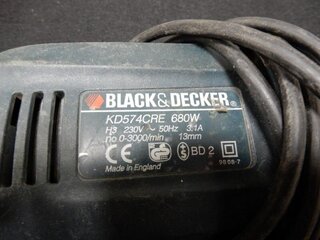 BLACK&DECKER
KD574CRE 680W
H3 230V ~ 50Hz 3,1A
no 0-3000/min 13mm
CE BD 2
Made in England